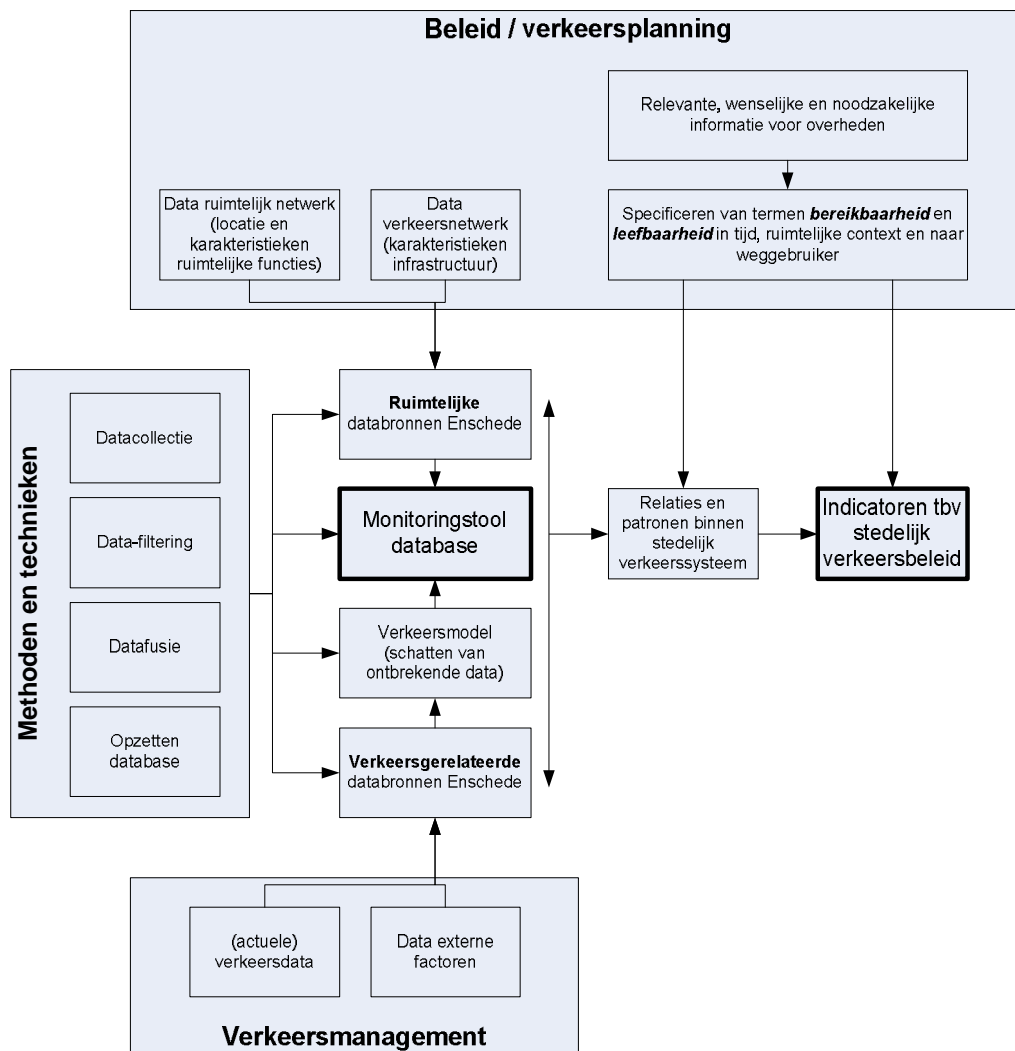 Beleid / verkeersplanning
Relevante, wenselijke en noodzakelijke
informatie voor overheden
Data ruimtelijk netwerk
(locatie en
karakteristieken
ruimtelijke functies)
Data
verkeersnetwerk
(karakteristieken
infrastructuur)
Specificeren van termen bereikbaarheid en
leefbaarheid in tijd, ruimtelijke context en naar
weggebruiker
Methoden en technieken
Datacollectie
Data-filtering
Datafusie
Opzetten
database
Ruimtelijke
databronnen Enschede
Monitoringstool
database
Verkeersmodel
(schatten van
ontbrekende data)
Verkeersgerelateerde
databronnen Enschede
Relaties en
patronen binnen
stedelijk
verkeerssysteem
Indicatoren tbv
stedelijk
verkeersbeleid
(actuele)
verkeersdata
Data externe
factoren
Verkeersmanagement